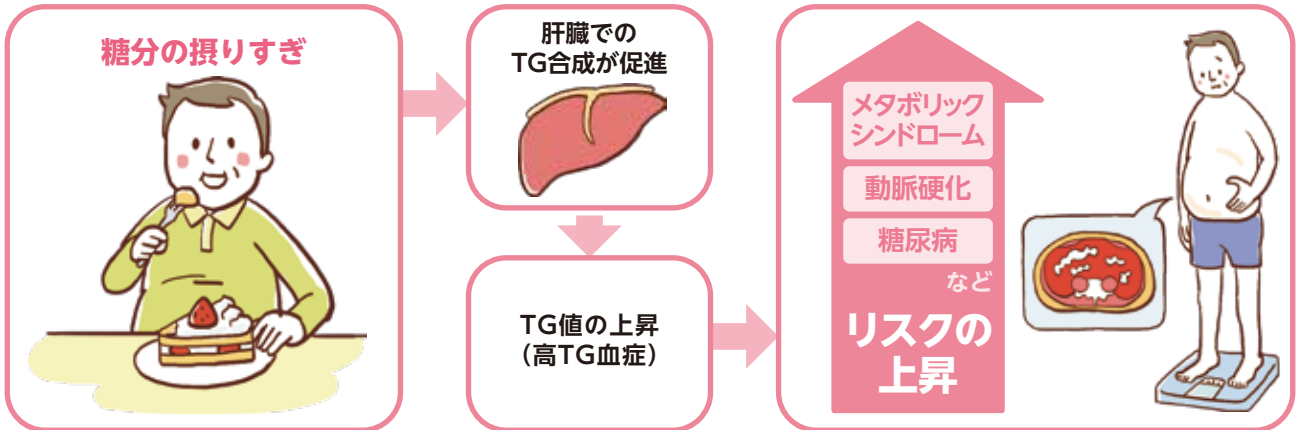 糖分の摂りすぎ
肝臓での
TG合成が促進
TG値の上昇
（高TG血症）
メタボリック
シンドローム
動脈硬化
糖尿病
など
リスクの
上昇